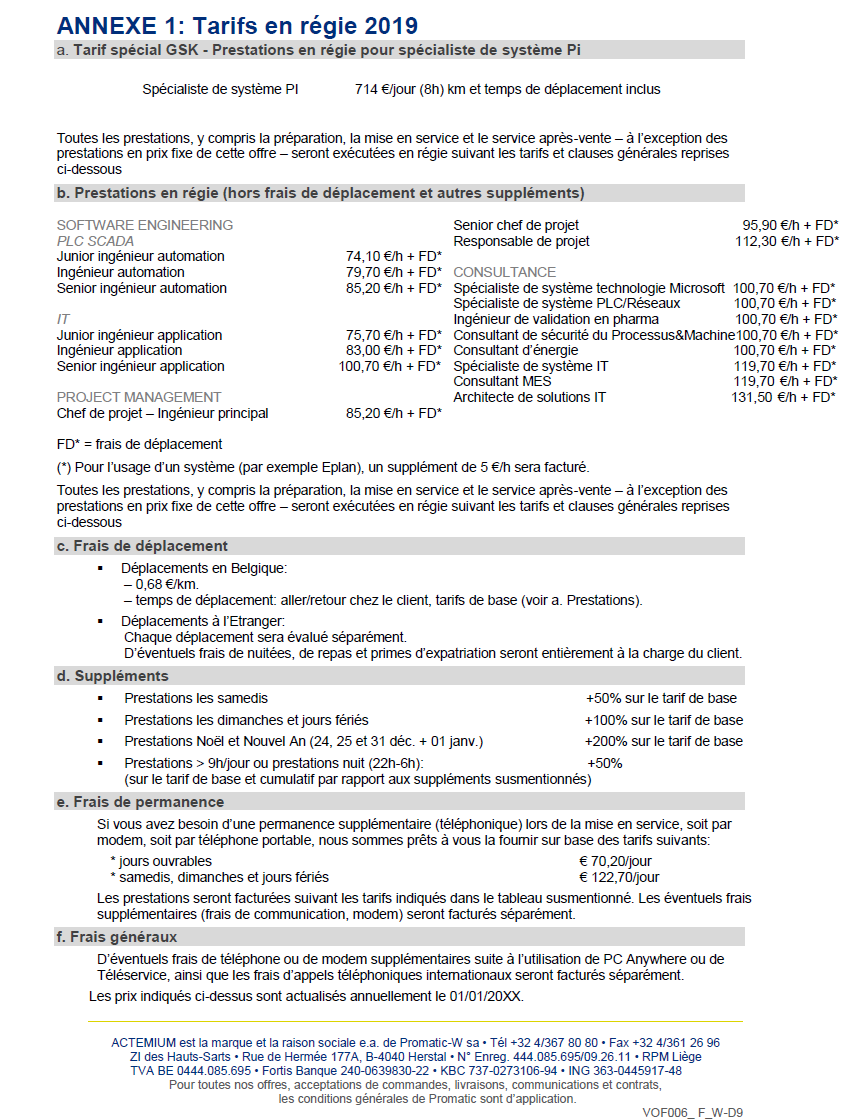 ANNEXE 1: Tarifs en régie 2019
a. Tarif spécial GSK - Prestations en régie pour spécialiste de système Pi
Spécialiste de système PI 714 €/jour (8h) km et temps de déplacement inclus
Toutes les prestations, y compris la préparation, la mise en service et le service après-vente – à l'exception des
prestations en prix fixe de cette offre – seront exécutées en régie suivant les tarifs et clauses générales reprises
ci-dessous
b. Prestations en régie (hors frais de déplacement et autres suppléments)
SOFTWARE ENGINEERING
PLC SCADA
Junior ingénieur automation 74,10 €/h + FD*
Ingénieur automation 79,70 €/h + FD*
Senior ingénieur automation 85,20 €/h + FD*
IT
Junior ingénieur application 75,70 €/h + FD*
Ingénieur application 83,00 €/h + FD*
Senior ingénieur application 100,70 €/h + FD*
PROJECT MANAGEMENT
Chef de projet – Ingénieur principal 85,20 €/h + FD*
Senior chef de projet 95,90 €/h + FD*
Responsable de projet 112,30 €/h + FD*
CONSULTANCE
Spécialiste de système technologie Microsoft 100,70 €/h + FD*
Spécialiste de système PLC/Réseaux 100,70 €/h + FD*
Ingénieur de validation en pharma 100,70 €/h + FD*
Consultant de sécurité du Processus&Machine 100,70 €/h + FD*
Consultant d'énergie 100,70 €/h + FD*
Spécialiste de système IT 119,70 €/h + FD*
Consultant MES 119,70 €/h + FD*
Architecte de solutions IT 131,50 €/h + FD*
FD* = frais de déplacement
(*) Pour l'usage d'un système (par exemple Eplan), un supplément de 5 €/h sera facturé.
Toutes les prestations, y compris la préparation, la mise en service et le service après-vente – à l'exception des
prestations en prix fixe de cette offre – seront exécutées en régie suivant les tarifs et clauses générales reprises
ci-dessous
c. Frais de déplacement
▪ Déplacements en Belgique:
– 0,68 €/km.
– temps de déplacement: aller/retour chez le client, tarifs de base (voir a. Prestations).
▪ Déplacements à l'Etranger:
Chaque déplacement sera évalué séparément.
D'éventuels frais de nuitées, de repas et primes d'expatriation seront entièrement à la charge du client.
d. Suppléments
▪ Prestations les samedis +50% sur le tarif de base
▪ Prestations les dimanches et jours fériés +100% sur le tarif de base
▪ Prestations Noël et Nouvel An (24, 25 et 31 déc. + 01 janv.) +200% sur le tarif de base
▪ Prestations > 9h/jour ou prestations nuit (22h-6h): +50%
(sur le tarif de base et cumulatif par rapport aux suppléments susmentionnés)
e. Frais de permanence
Si vous avez besoin d'une permanence supplémentaire (téléphonique) lors de la mise en service, soit par
modem, soit par téléphone portable, nous sommes prêts à vous la fournir sur base des tarifs suivants:
* jours ouvrables € 70,20/jour
* samedis, dimanches et jours fériés € 122,70/jour
Les prestations seront facturées suivant les tarifs indiqués dans le tableau susmentionné. Les éventuels frais
supplémentaires (frais de communication, modem) seront facturés séparément.
f. Frais généraux
D'éventuels frais de téléphone ou de modem supplémentaires suite à l'utilisation de PC Anywhere ou de
Téléservice, ainsi que les frais d'appels téléphoniques internationaux seront facturés séparément.
Les prix indiqués ci-dessus sont actualisés annuellement le 01/01/20XX.
ACTEMIUM est la marque et la raison sociale e.a. de Promatic-W sa • Tél +32 4/367 80 80 • Fax +32 4/361 26 96
ZI des Hauts-Sarts • Rue de Hermée 177A, B-4040 Herstal • N° Enreg. 444.085.695/09.26.11 • RPM Liège
TVA BE 0444.085.695 • Fortis Banque 240-0639830-22 • KBC 737-0273106-94 • ING 363-0445917-48
Pour toutes nos offres, acceptations de commandes, livraisons, communications et contrats,
les conditions générales de Promatic sont d'application.
VOF006_ F_W-D9